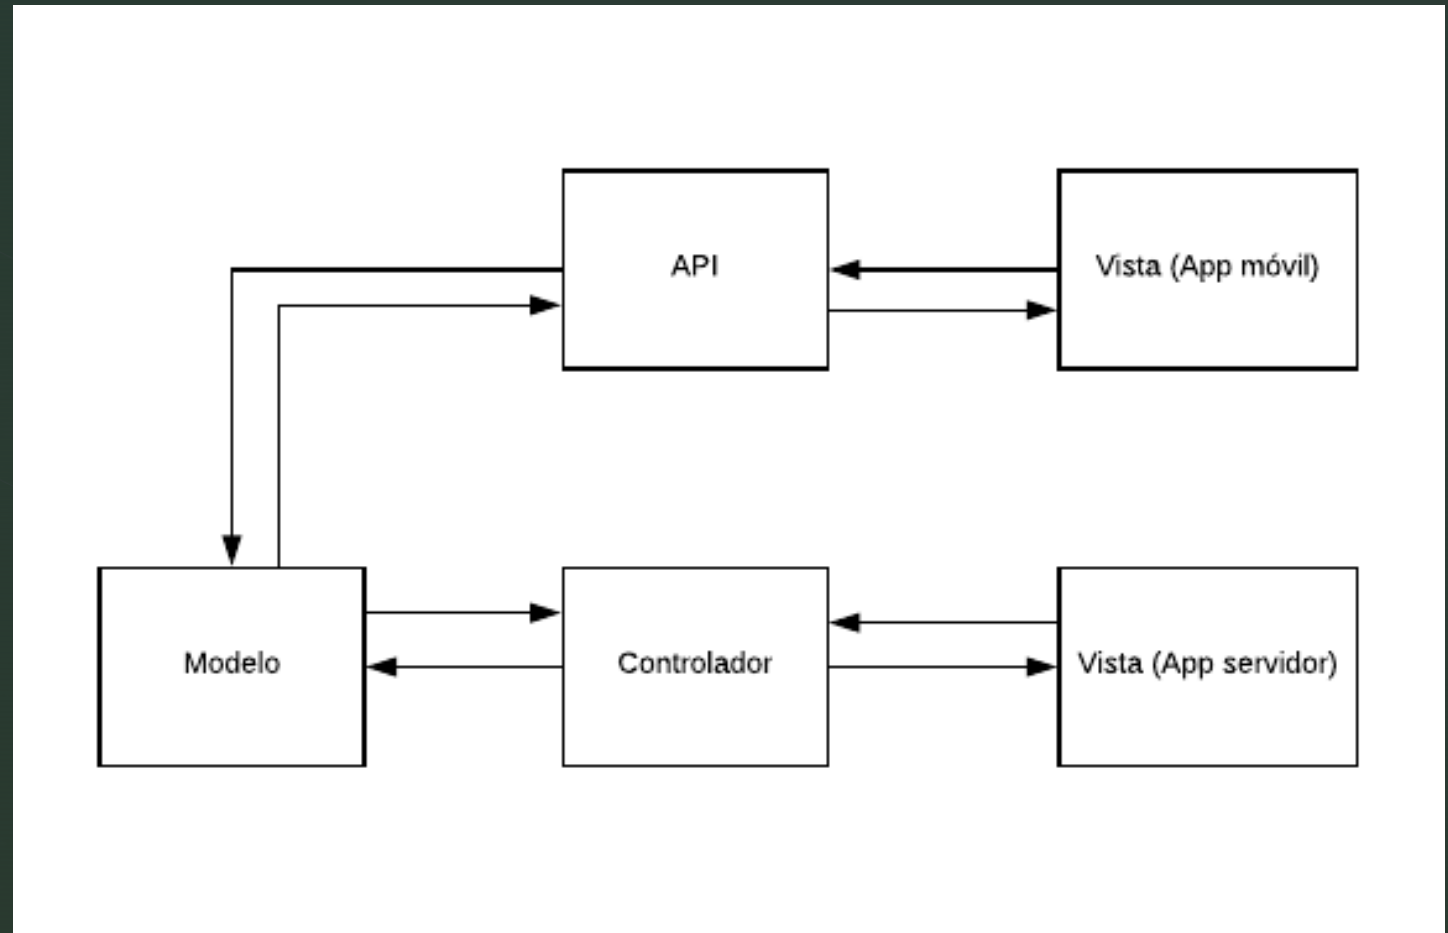 API
Vista (App móvil)
Modelo
Controlador
Vista (App servidor)